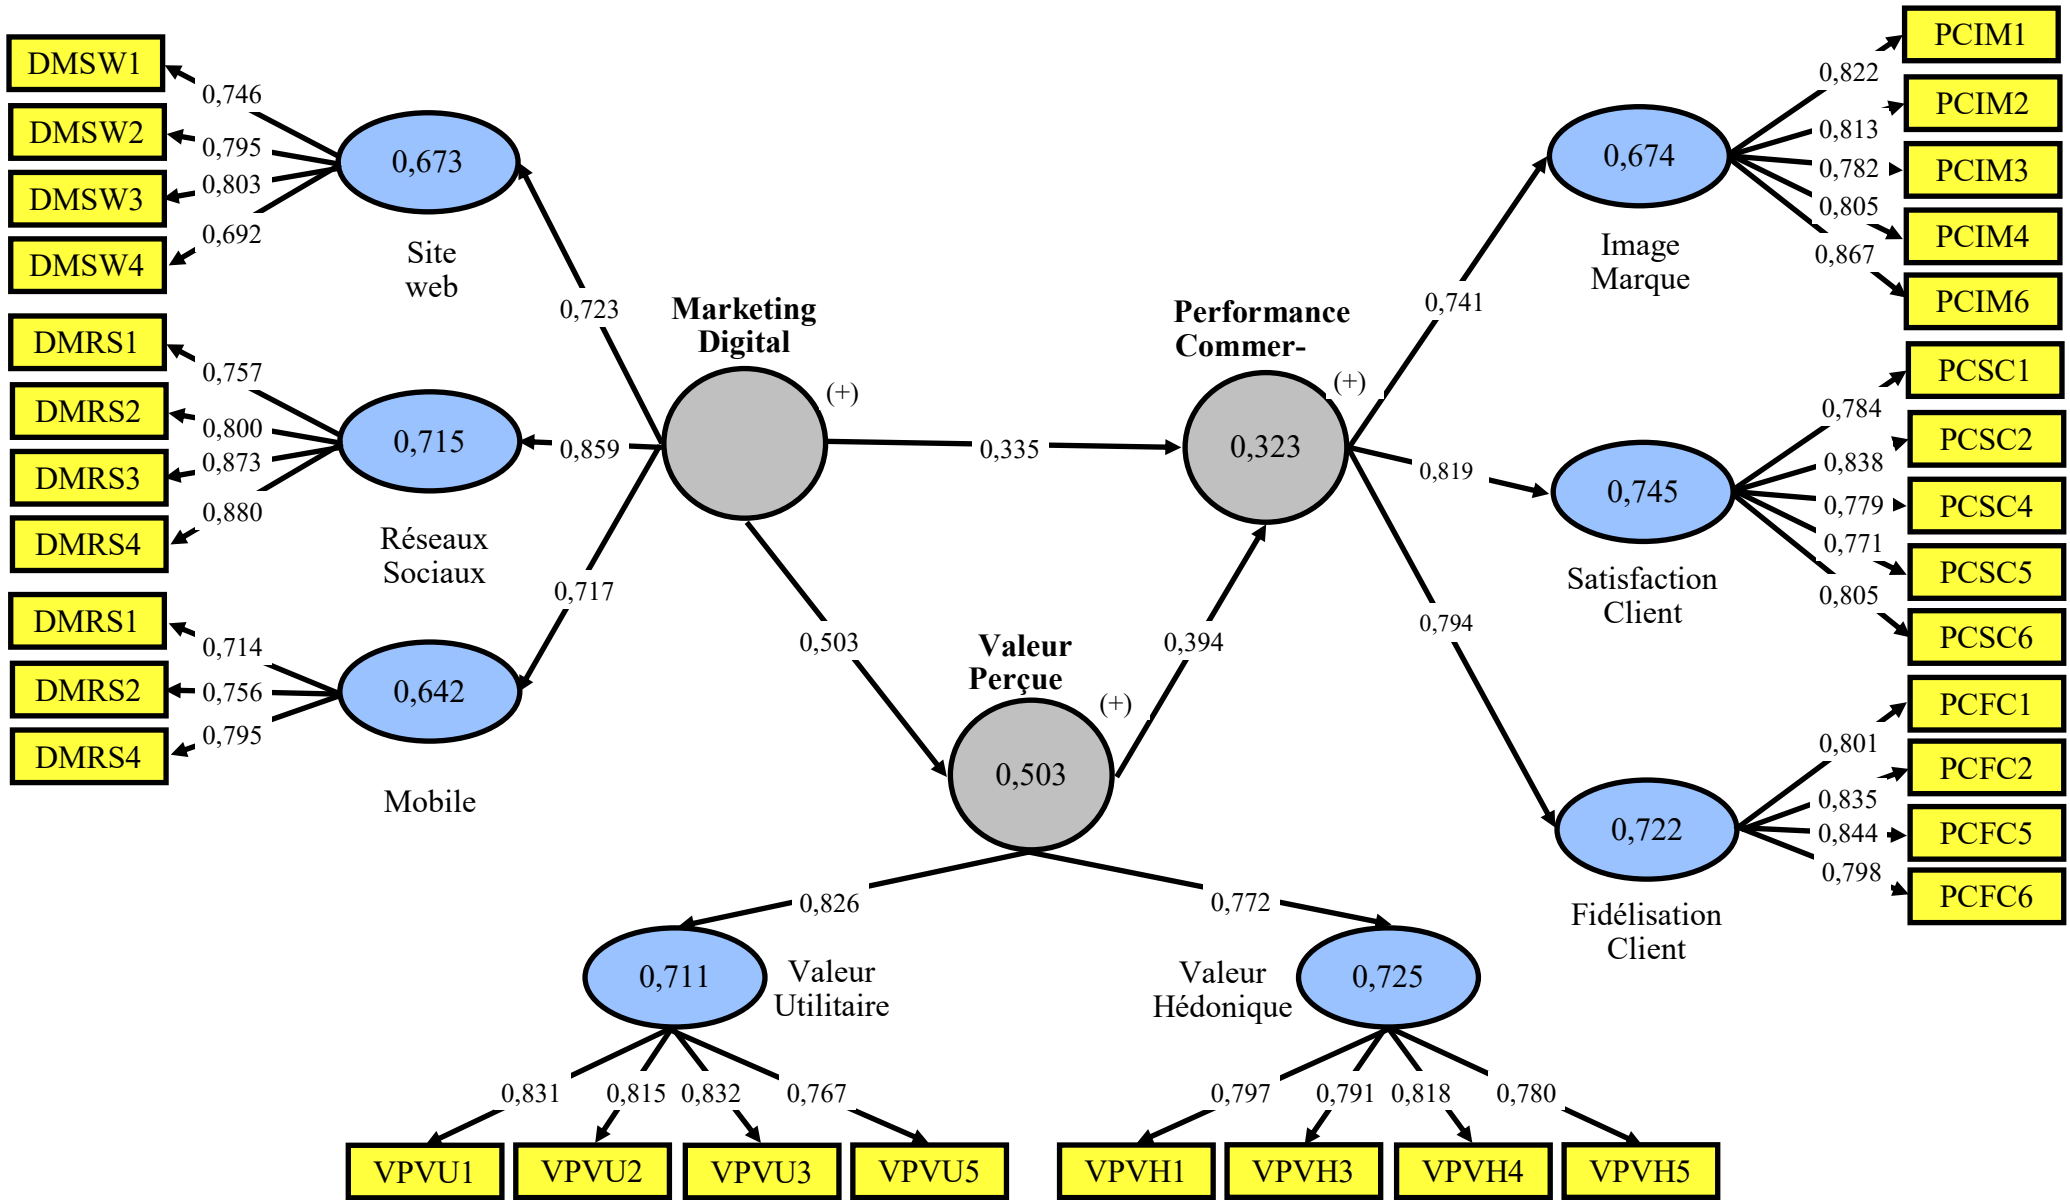 DMSW1
0,746
DMSW2
0,795
DMSW3
0,803
DMSW4
0,692
0,673
Site
web
DMRS1
0,757
DMRS2
0,800
DMRS3
0,873
DMRS4
0,880
0,715
Réseaux
Sociaux
DMRS1
0,714
DMRS2
0,756
DMRS4
0,795
0,642
Mobile
0,723
0,859
0,717
Marketing
Digital
(+)
0,335
0,503
Performance
Commer-
(+)
0,323
0,394
Valeur
Perçue
(+)
0,503
0,741
0,819
0,794
0,674
Image
Marque
0,822
PCIM1
0,813
PCIM2
0,782
PCIM3
0,805
PCIM4
0,867
PCIM6
0,745
Satisfaction
Client
0,784
PCSC1
0,838
PCSC2
0,779
PCSC4
0,771
PCSC5
0,805
PCSC6
0,722
Fidélisation
Client
0,801
PCFC1
0,835
PCFC2
0,844
PCFC5
0,798
PCFC6
0,826
0,772
0,711
Valeur
Utilitaire
Valeur
Hédonique
0,725
0,831
0,815
0,832
0,767
0,797
0,791
0,818
0,780
VPVU1
VPVU2
VPVU3
VPVU5
VPVH1
VPVH3
VPVH4
VPVH5